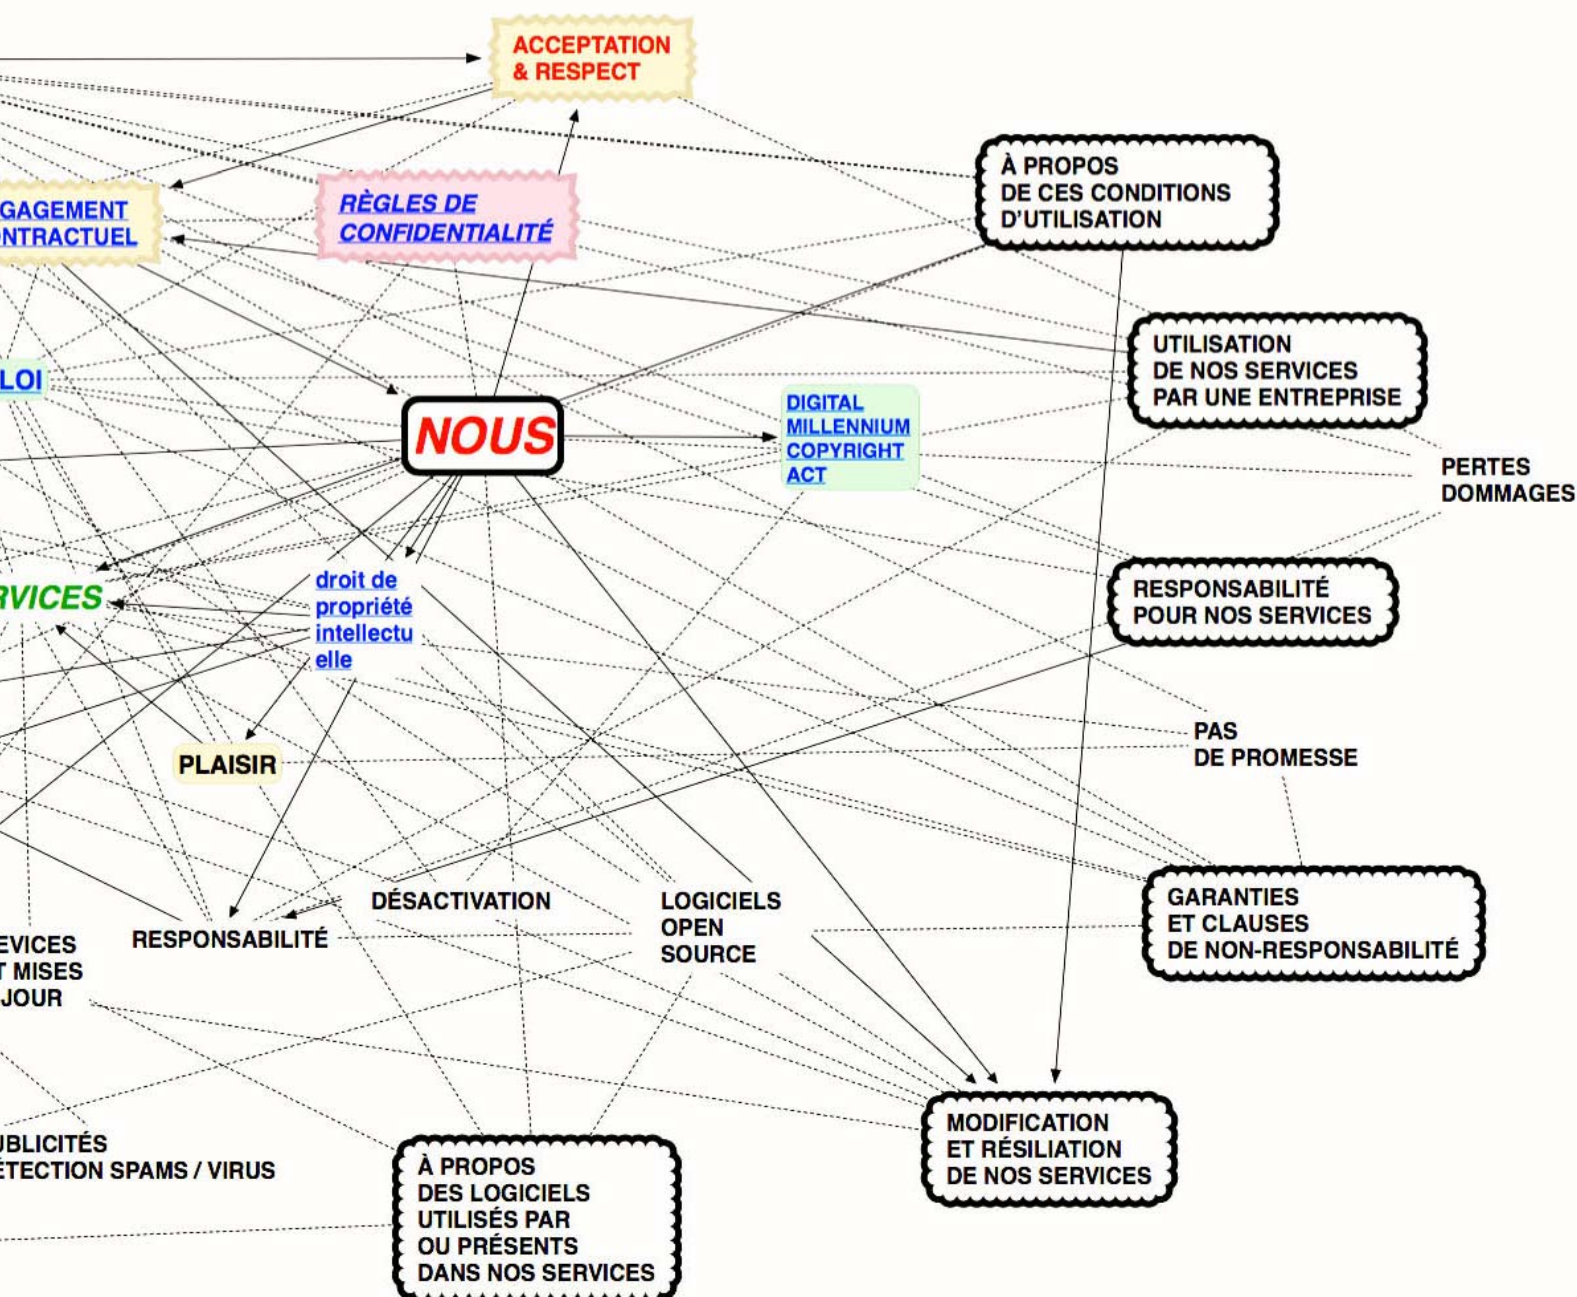 ACCEPTATION
& RESPECT
À PROPOS
DE CES CONDITIONS
D'UTILISATION
GAGEMENT
NTRACTUEL
RÈGLES DE
CONFIDENTIALITÉ
UTILISATION
DE NOS SERVICES
PAR UNE ENTREPRISE
LOI
NOUS
DIGITAL
MILLENNIUM
COPYRIGHT
ACT
PERTES
DOMMAGES
RVICES
droit de
propriété
intellectu
elle
RESPONSABILITÉ
POUR NOS SERVICES
PAS
DE PROMESSE
PLAISIR
DÉSACTIVATION
LOGICIELS
OPEN
SOURCE
GARANTIES
ET CLAUSES
DE NON-RESPONSABILITÉ
RESPONSABILITÉ
EVICES
T MISES
JOUR
MODIFICATION
ET RÉSILIATION
DE NOS SERVICES
UBLICITÉS
ÉTECTION SPAMS / VIRUS
À PROPOS
DES LOGICIELS
UTILISÉS PAR
OU PRÉSENTS
DANS NOS SERVICES